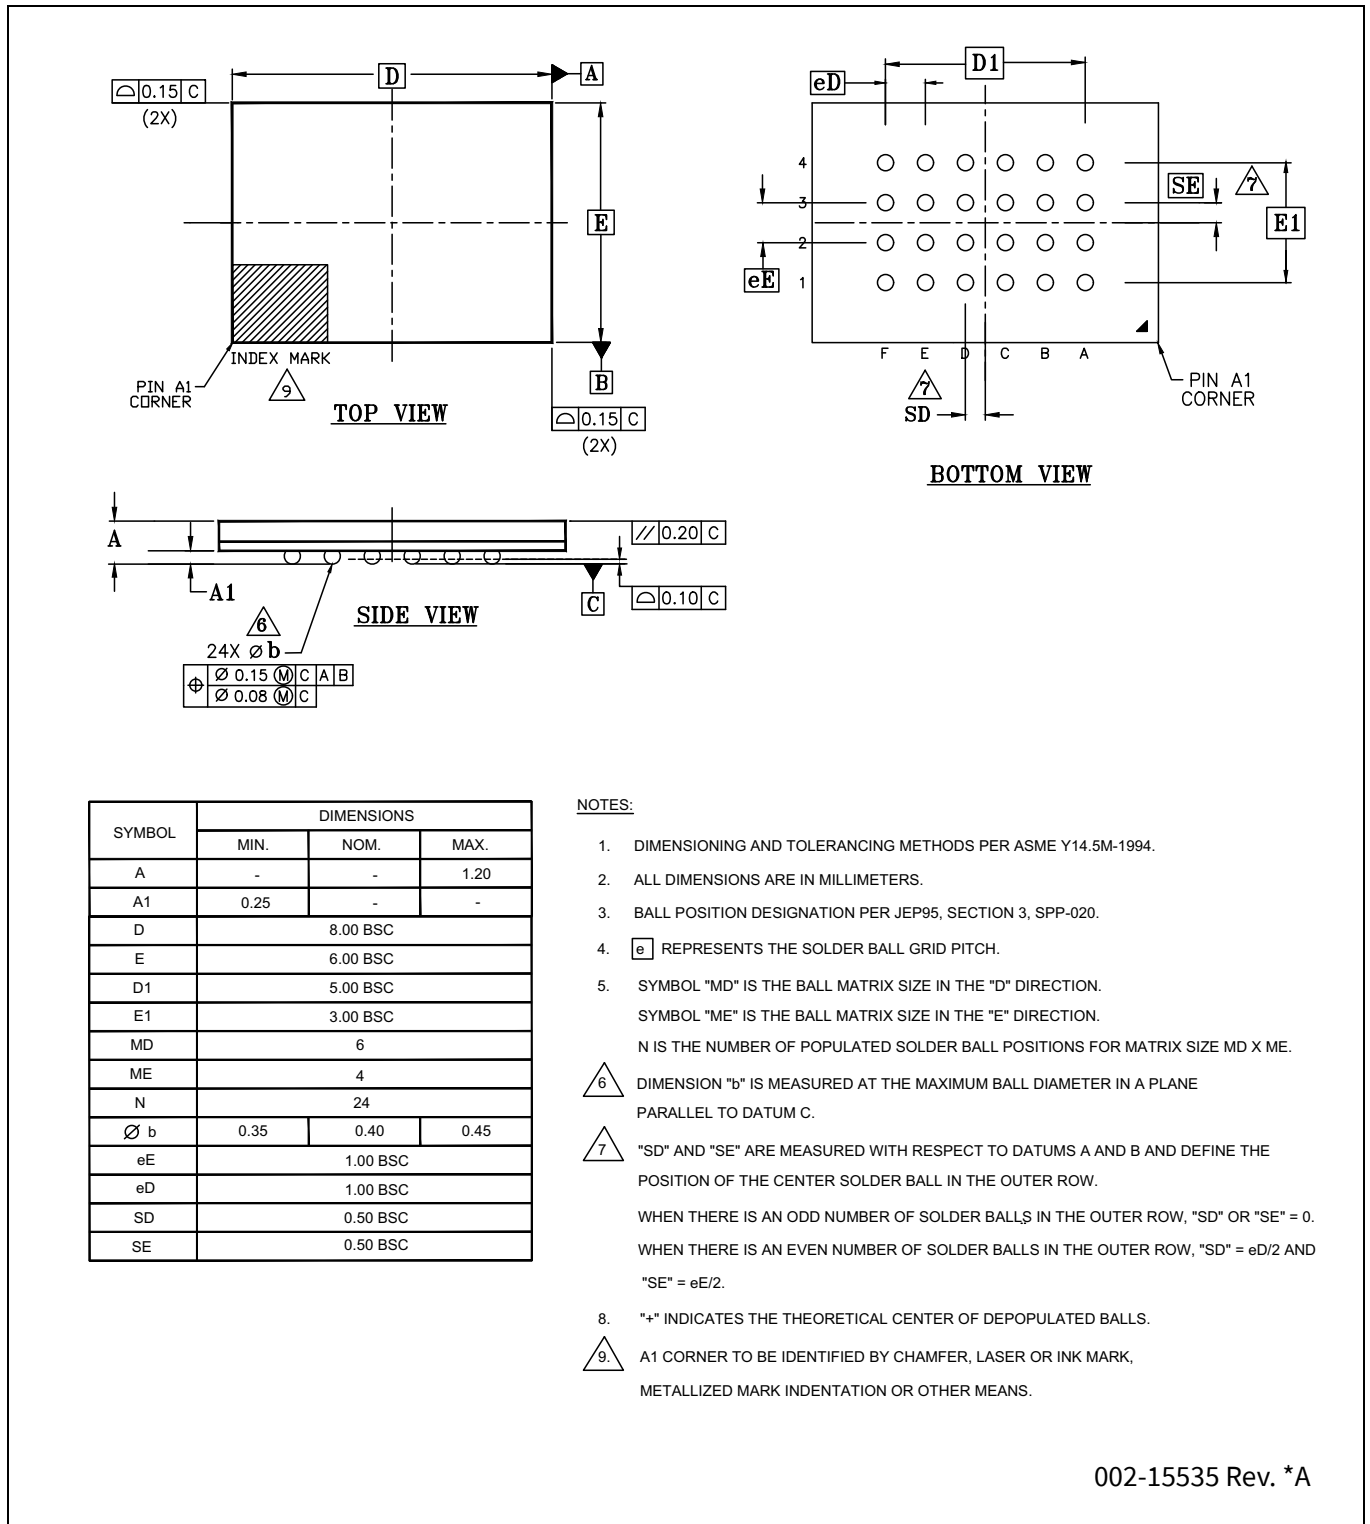 D
A
⌓ 0.15 C
(2X)
E
INDEX MARK
9
PIN A1
CORNER
B
TOP VIEW
⌓ 0.15 C
(2X)
D1
eD
4
3
2
1
SE
7
E1
eE
F E D C B A
7
SD
PIN A1
CORNER
BOTTOM VIEW
A
A1
// 0.20 C
C
⌓ 0.10 C
SIDE VIEW
6
24X ⌀ b
⌖ ⌀ 0.15 Ⓜ C A B
⌀ 0.08 Ⓜ C
SYMBOL DIMENSIONS
MIN. NOM. MAX.
A - - 1.20
A1 0.25 - -
D 8.00 BSC
E 6.00 BSC
D1 5.00 BSC
E1 3.00 BSC
MD 6
ME 4
N 24
Ø b 0.35 0.40 0.45
eE 1.00 BSC
eD 1.00 BSC
SD 0.50 BSC
SE 0.50 BSC
NOTES:
1. DIMENSIONING AND TOLERANCING METHODS PER ASME Y14.5M-1994.
2. ALL DIMENSIONS ARE IN MILLIMETERS.
3. BALL POSITION DESIGNATION PER JEP95, SECTION 3, SPP-020.
4. e REPRESENTS THE SOLDER BALL GRID PITCH.
5. SYMBOL "MD" IS THE BALL MATRIX SIZE IN THE "D" DIRECTION.
SYMBOL "ME" IS THE BALL MATRIX SIZE IN THE "E" DIRECTION.
N IS THE NUMBER OF POPULATED SOLDER BALL POSITIONS FOR MATRIX SIZE MD X ME.
6 DIMENSION "b" IS MEASURED AT THE MAXIMUM BALL DIAMETER IN A PLANE
PARALLEL TO DATUM C.
7 "SD" AND "SE" ARE MEASURED WITH RESPECT TO DATUMS A AND B AND DEFINE THE
POSITION OF THE CENTER SOLDER BALL IN THE OUTER ROW.
WHEN THERE IS AN ODD NUMBER OF SOLDER BALLS IN THE OUTER ROW, "SD" OR "SE" = 0.
WHEN THERE IS AN EVEN NUMBER OF SOLDER BALLS IN THE OUTER ROW, "SD" = eD/2 AND
"SE" = eE/2.
8. "+" INDICATES THE THEORETICAL CENTER OF DEPOPULATED BALLS.
9. A1 CORNER TO BE IDENTIFIED BY CHAMFER, LASER OR INK MARK,
METALLIZED MARK INDENTATION OR OTHER MEANS.
002-15535 Rev. *A